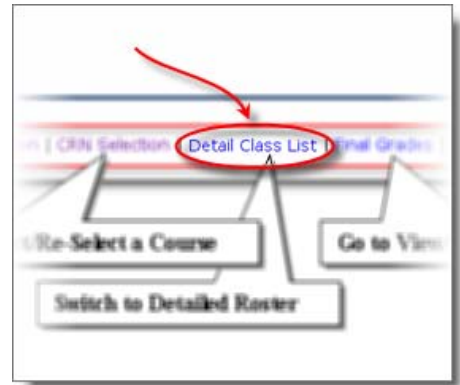 | CRN Selection | Detail Class List | Final Grades
/Re-Select a Course
Go to View
Switch to Detailed Roster